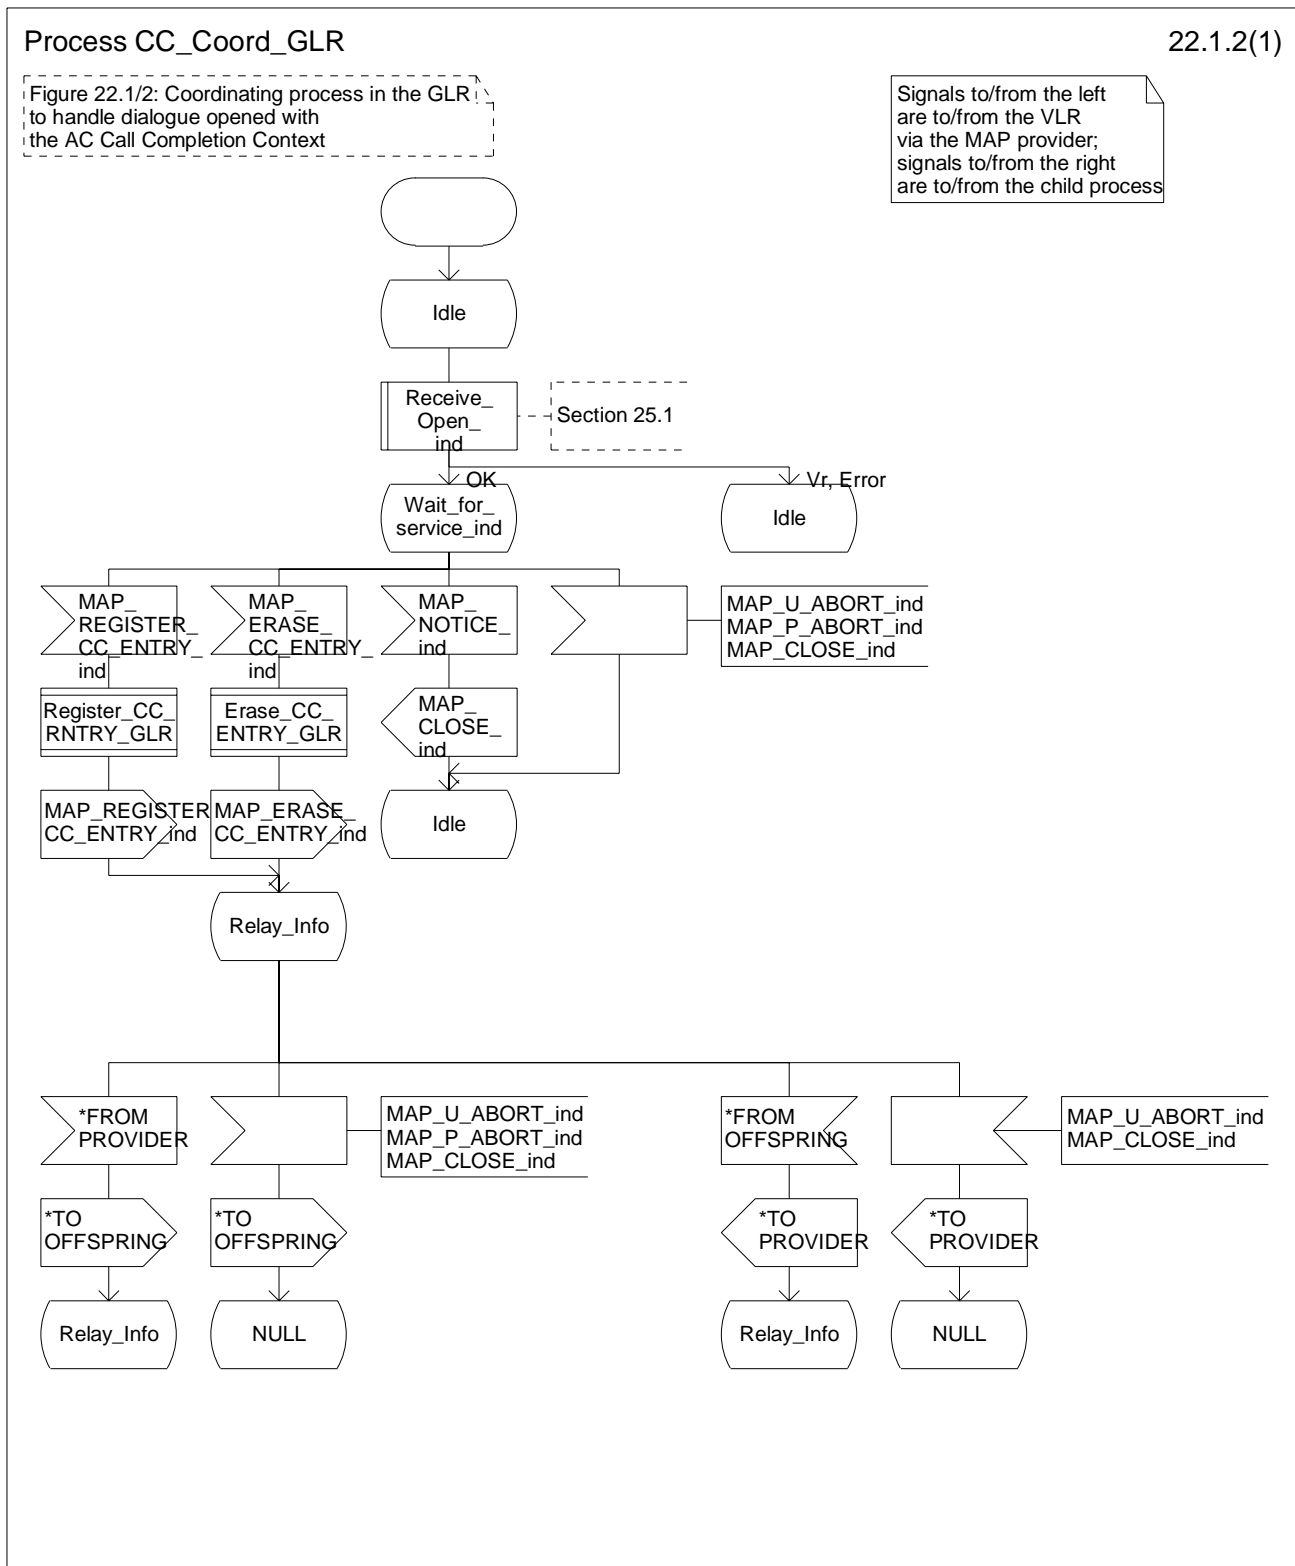 Process CC_Coord_GLR
22.1.2(1)
Figure 22.1/2: Coordinating process in the GLR
to handle dialogue opened with
the AC Call Completion Context
Signals to/from the left
are to/from the VLR
via the MAP provider;
signals to/from the right
are to/from the child process
Idle
Receive_
Open_
ind
Section 25.1
OK
Vr, Error
Wait_for_
service_ind
Idle
MAP_
REGISTER_
CC_ENTRY_
ind
MAP_
ERASE_
CC_ENTRY_
ind
MAP_
NOTICE_
ind
MAP_U_ABORT_ind
MAP_P_ABORT_ind
MAP_CLOSE_ind
Register_CC_
RNTRY_GLR
Erase_CC_
ENTRY_GLR
MAP_
CLOSE_
ind
MAP_REGISTER
CC_ENTRY_ind
MAP_ERASE_
CC_ENTRY_ind
Idle
Relay_Info
*FROM
PROVIDER
MAP_U_ABORT_ind
MAP_P_ABORT_ind
MAP_CLOSE_ind
*FROM
OFFSPRING
MAP_U_ABORT_ind
MAP_CLOSE_ind
*TO
OFFSPRING
*TO
OFFSPRING
*TO
PROVIDER
*TO
PROVIDER
Relay_Info
NULL
Relay_Info
NULL